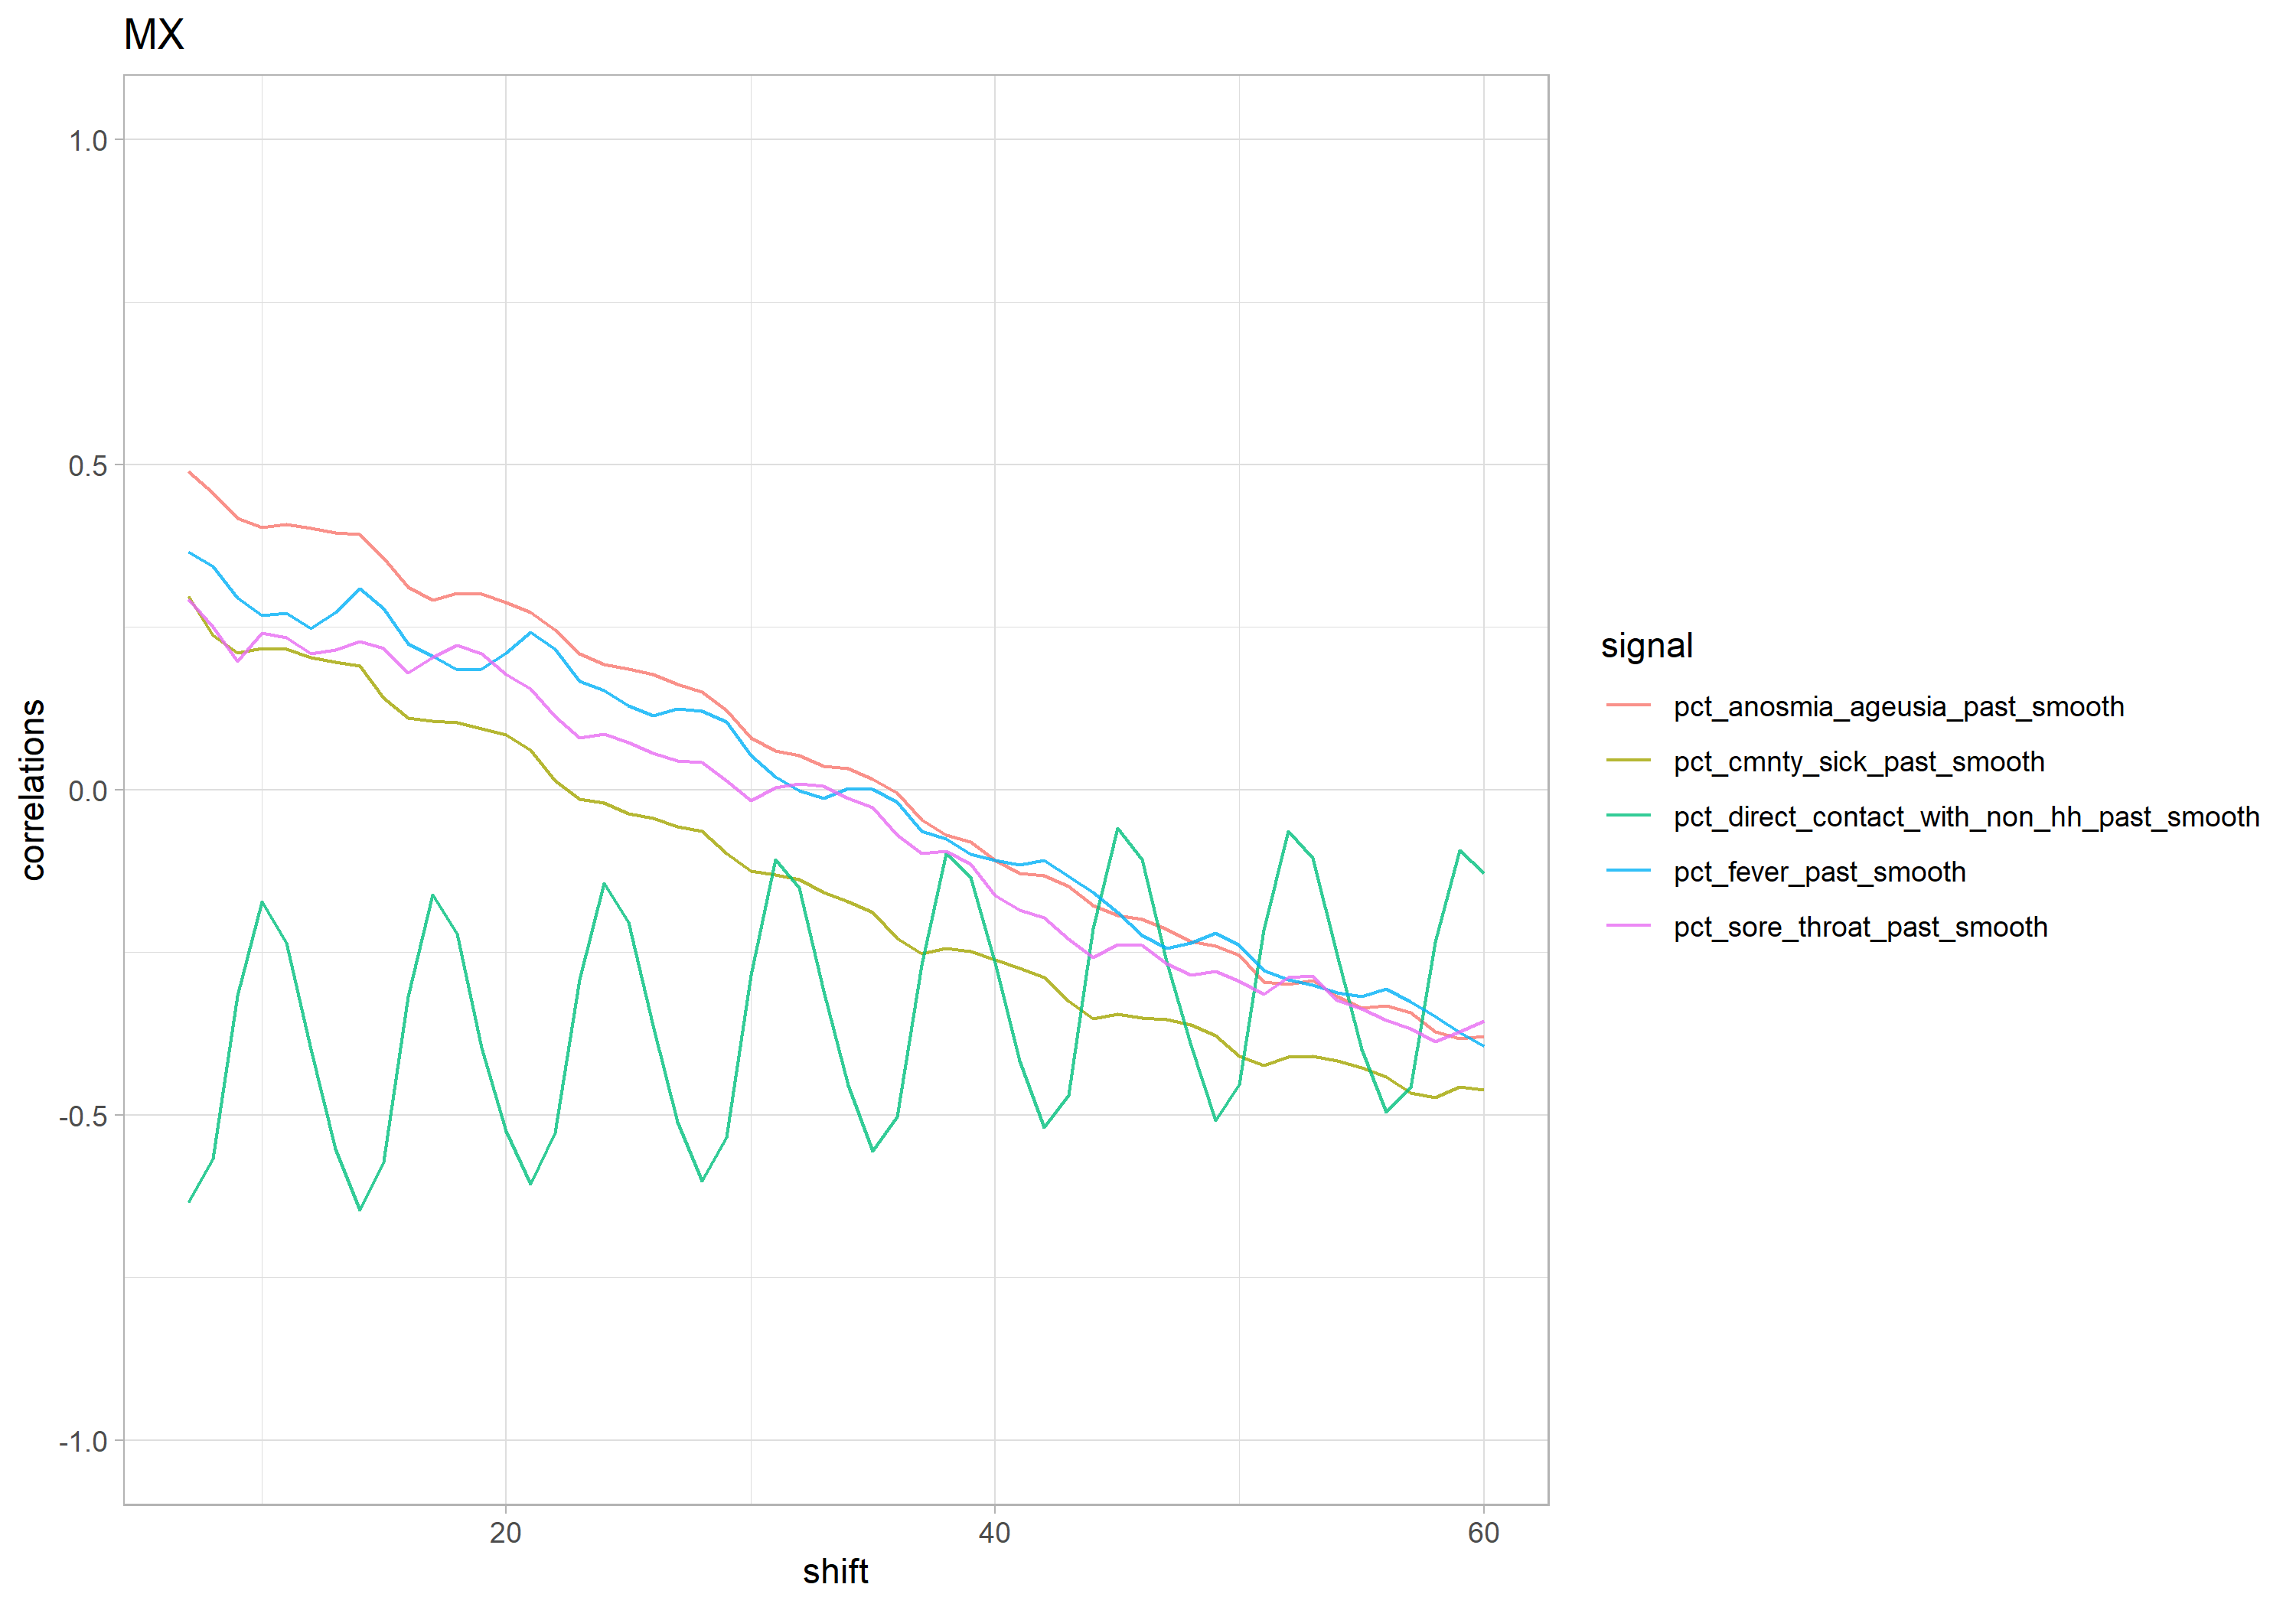 MX
1.0
0.5
0.0
-0.5
-1.0
correlations
20 40 60
shift
signal
pct_anosmia_ageusia_past_smooth
pct_cmnty_sick_past_smooth
pct_direct_contact_with_non_hh_past_smooth
pct_fever_past_smooth
pct_sore_throat_past_smooth